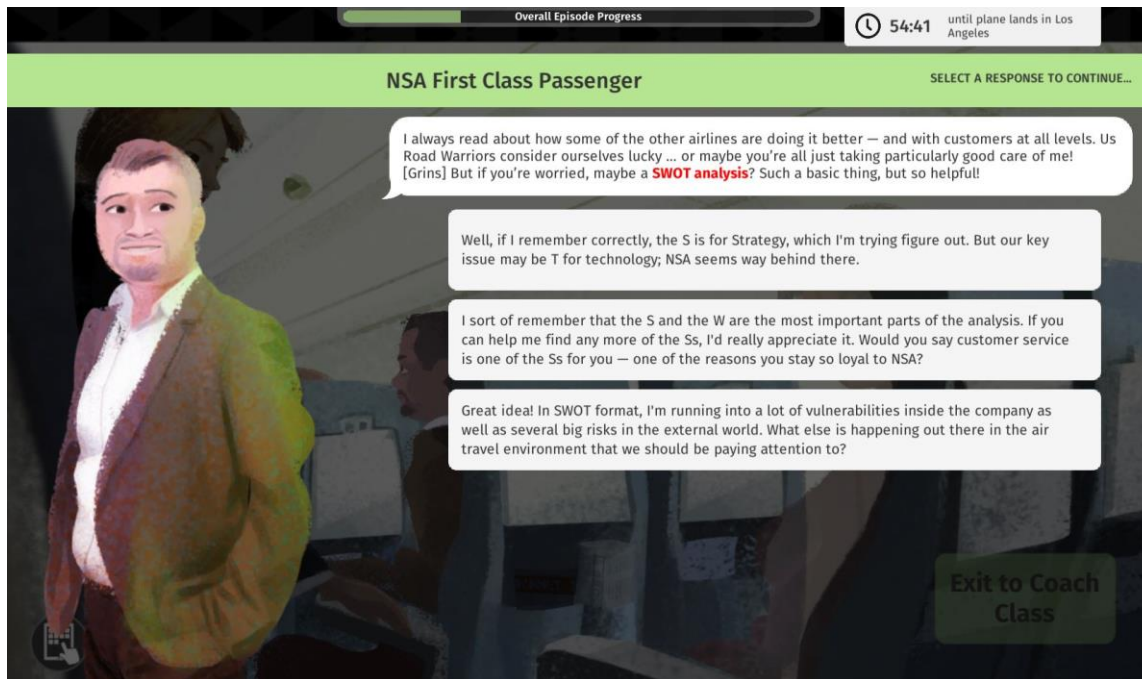 Overall Episode Progress
54:41
until plane lands in Los
Angeles
NSA First Class Passenger
SELECT A RESPONSE TO CONTINUE...
I always read about how some of the other airlines are doing it better — and with customers at all levels. Us
Road Warriors consider ourselves lucky ... or maybe you're all just taking particularly good care of me!
[Grins] But if you're worried, maybe a SWOT analysis? Such a basic thing, but so helpful!
Well, if I remember correctly, the S is for Strategy, which I'm trying figure out. But our key
issue may be T for technology; NSA seems way behind there.
I sort of remember that the S and the W are the most important parts of the analysis. If you
can help me find any more of the Ss, I'd really appreciate it. Would you say customer service
is one of the Ss for you — one of the reasons you stay so loyal to NSA?
Great idea! In SWOT format, I'm running into a lot of vulnerabilities inside the company as
well as several big risks in the external world. What else is happening out there in the air
travel environment that we should be paying attention to?
Exit to Coach
Class